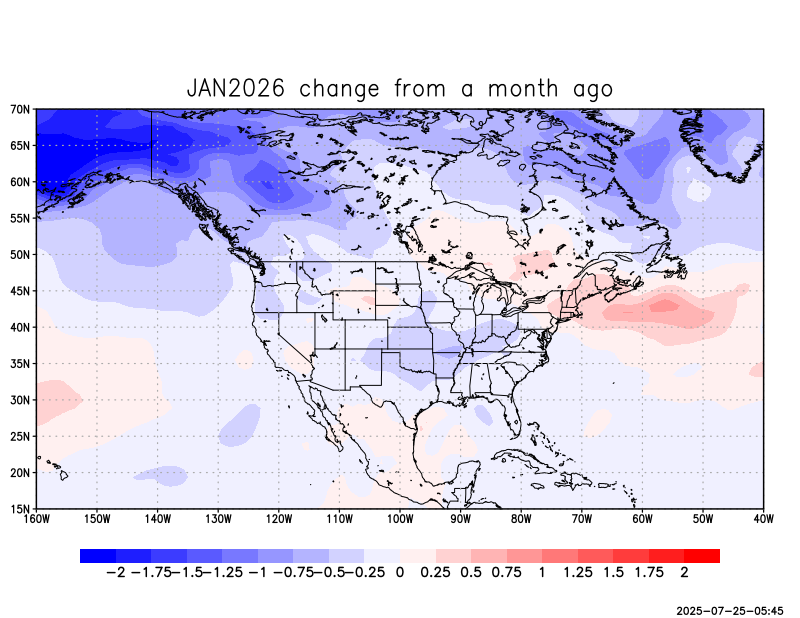 JAN2026 change from a month ago
70N
65N
60N
55N
50N
45N
40N
35N
30N
25N
20N
15N
160W 150W 140W 130W 120W 110W 100W 90W 80W 70W 60W 50W 40W
−2 −1.75 −1.5 −1.25 −1 −0.75 −0.5 −0.25 0 0.25 0.5 0.75 1 1.25 1.5 1.75 2
2025-07-25-05:45